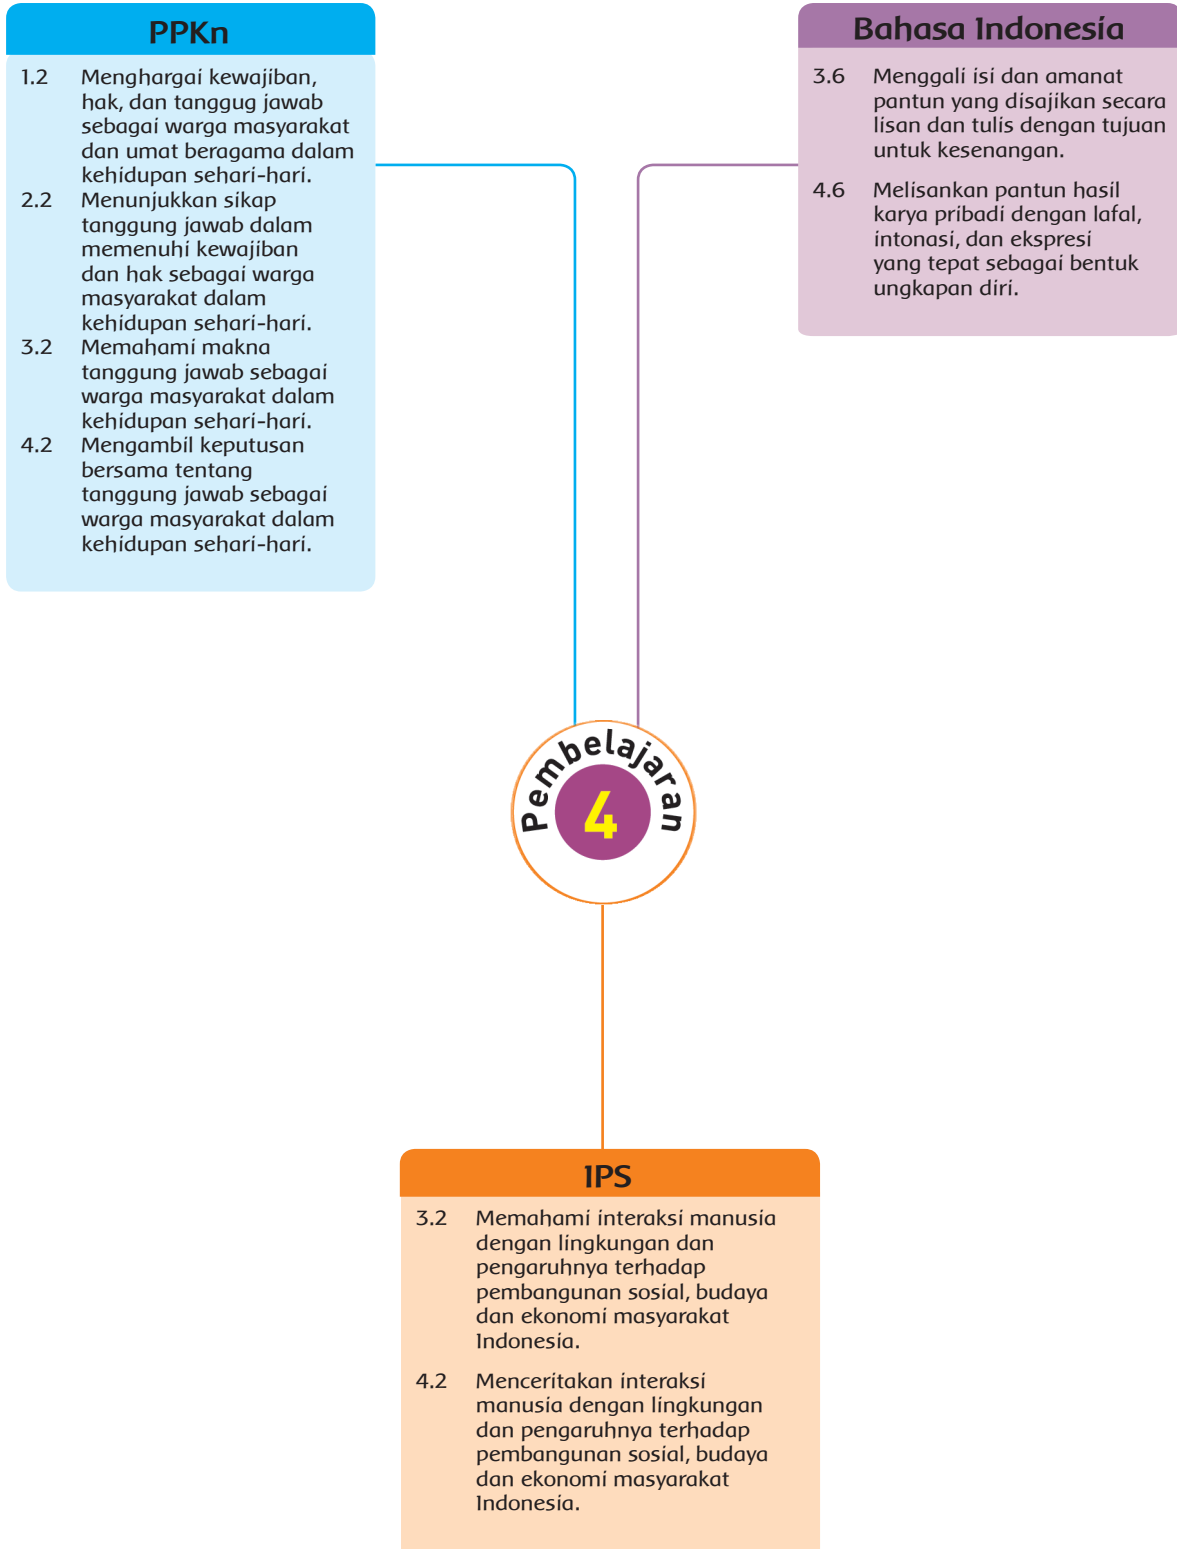 PPKn
1.2 Menghargai kewajiban,
hak, dan tanggug jawab
sebagai warga masyarakat
dan umat beragama dalam
kehidupan sehari-hari.
2.2 Menunjukkan sikap
tanggung jawab dalam
memenuhi kewajiban
dan hak sebagai warga
masyarakat dalam
kehidupan sehari-hari.
3.2 Memahami makna
tanggung jawab sebagai
warga masyarakat dalam
kehidupan sehari-hari.
4.2 Mengambil keputusan
bersama tentang
tanggung jawab sebagai
warga masyarakat dalam
kehidupan sehari-hari.
Bahasa Indonesia
3.6 Menggali isi dan amanat
pantun yang disajikan secara
lisan dan tulis dengan tujuan
untuk kesenangan.
4.6 Melisankan pantun hasil
karya pribadi dengan lafal,
intonasi, dan ekspresi
yang tepat sebagai bentuk
ungkapan diri.
Pembelajaran
4
IPS
3.2 Memahami interaksi manusia
dengan lingkungan dan
pengaruhnya terhadap
pembangunan sosial, budaya
dan ekonomi masyarakat
Indonesia.
4.2 Menceritakan interaksi
manusia dengan lingkungan
dan pengaruhnya terhadap
pembangunan sosial, budaya
dan ekonomi masyarakat
Indonesia.